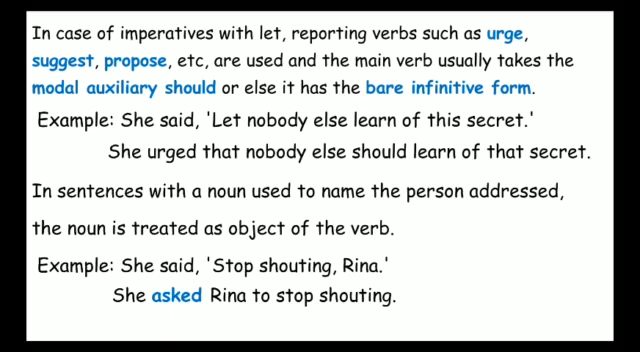 In case of imperatives with let, reporting verbs such as urge,
suggest, propose, etc, are used and the main verb usually takes the
modal auxiliary should or else it has the bare infinitive form.
Example: She said, 'Let nobody else learn of this secret.'
She urged that nobody else should learn of that secret.
In sentences with a noun used to name the person addressed,
the noun is treated as object of the verb.
Example: She said, 'Stop shouting, Rina.'
She asked Rina to stop shouting.